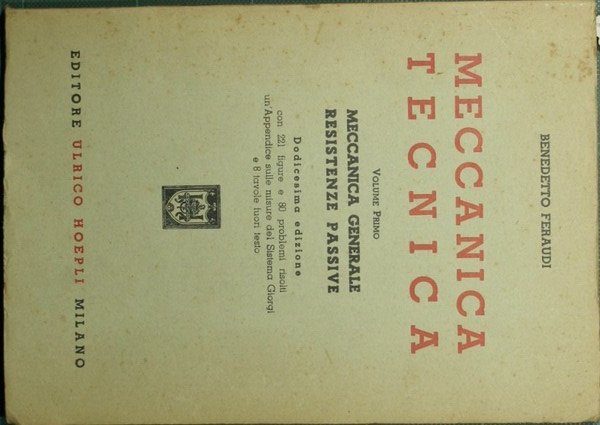 BENEDETTO FERAUDI
MECCANICA
TECNICA
VOLUME PRIMO
MECCANICA GENERALE
RESISTENZE PASSIVE
Dodicesima edizione
con 221 figure e 80 problemi risolti
un'Appendice sulle misure del Sistema Giorgi
e 8 tavole fuori testo
EDITORE ULRICO HOEPLI MILANO